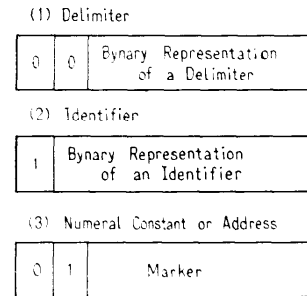 (1) Delimiter
0 0 Bynary Representation
of a Delimiter
(2) Identifier
1 Bynary Representation
of an Identifier
(3) Numeral Constant or Address
0 1 Marker